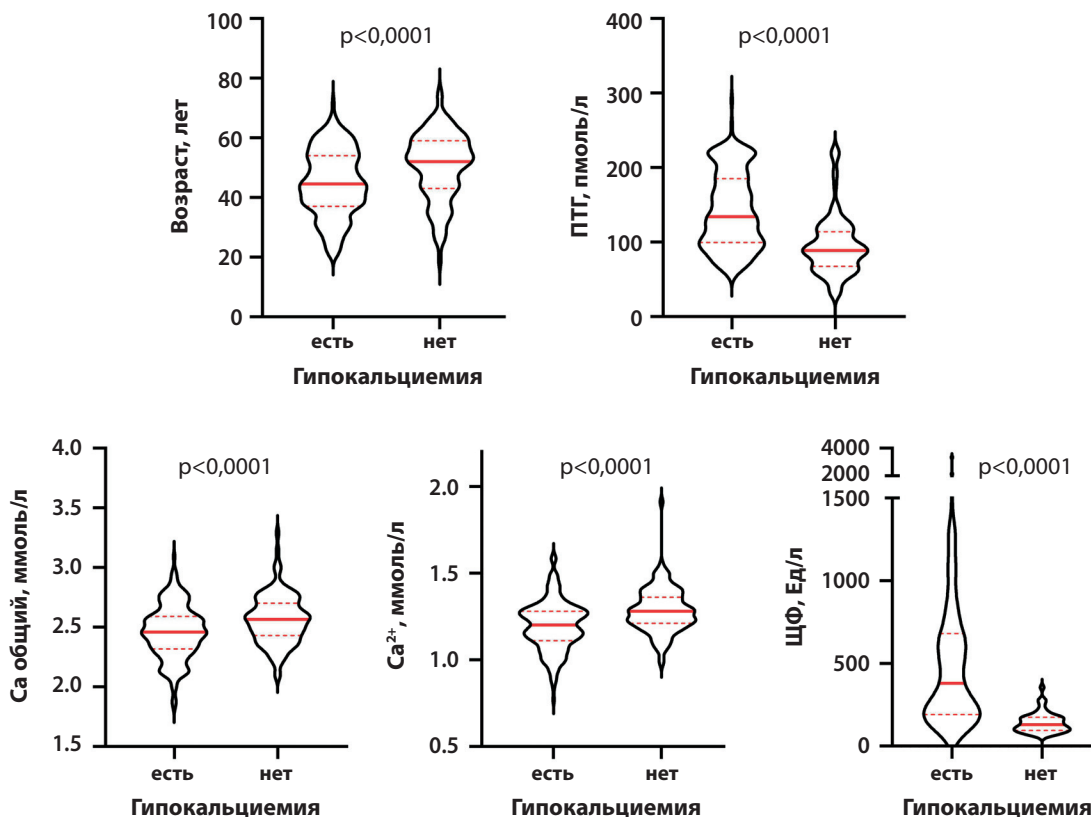 p<0,0001
Возраст, лет
100
80
60
40
20
0
есть
нет
Гипокальциемия
p<0,0001
ПТГ, пмоль/л
400
300
200
100
0
есть
нет
Гипокальциемия
p<0,0001
Ca общий, ммоль/л
4.0
3.5
3.0
2.5
2.0
1.5
есть
нет
Гипокальциемия
p<0,0001
Ca²⁺, ммоль/л
2.0
1.5
1.0
0.5
есть
нет
Гипокальциемия
p<0,0001
ЩФ, Ед/л
4000
2000
1500
1000
500
0
есть
нет
Гипокальциемия